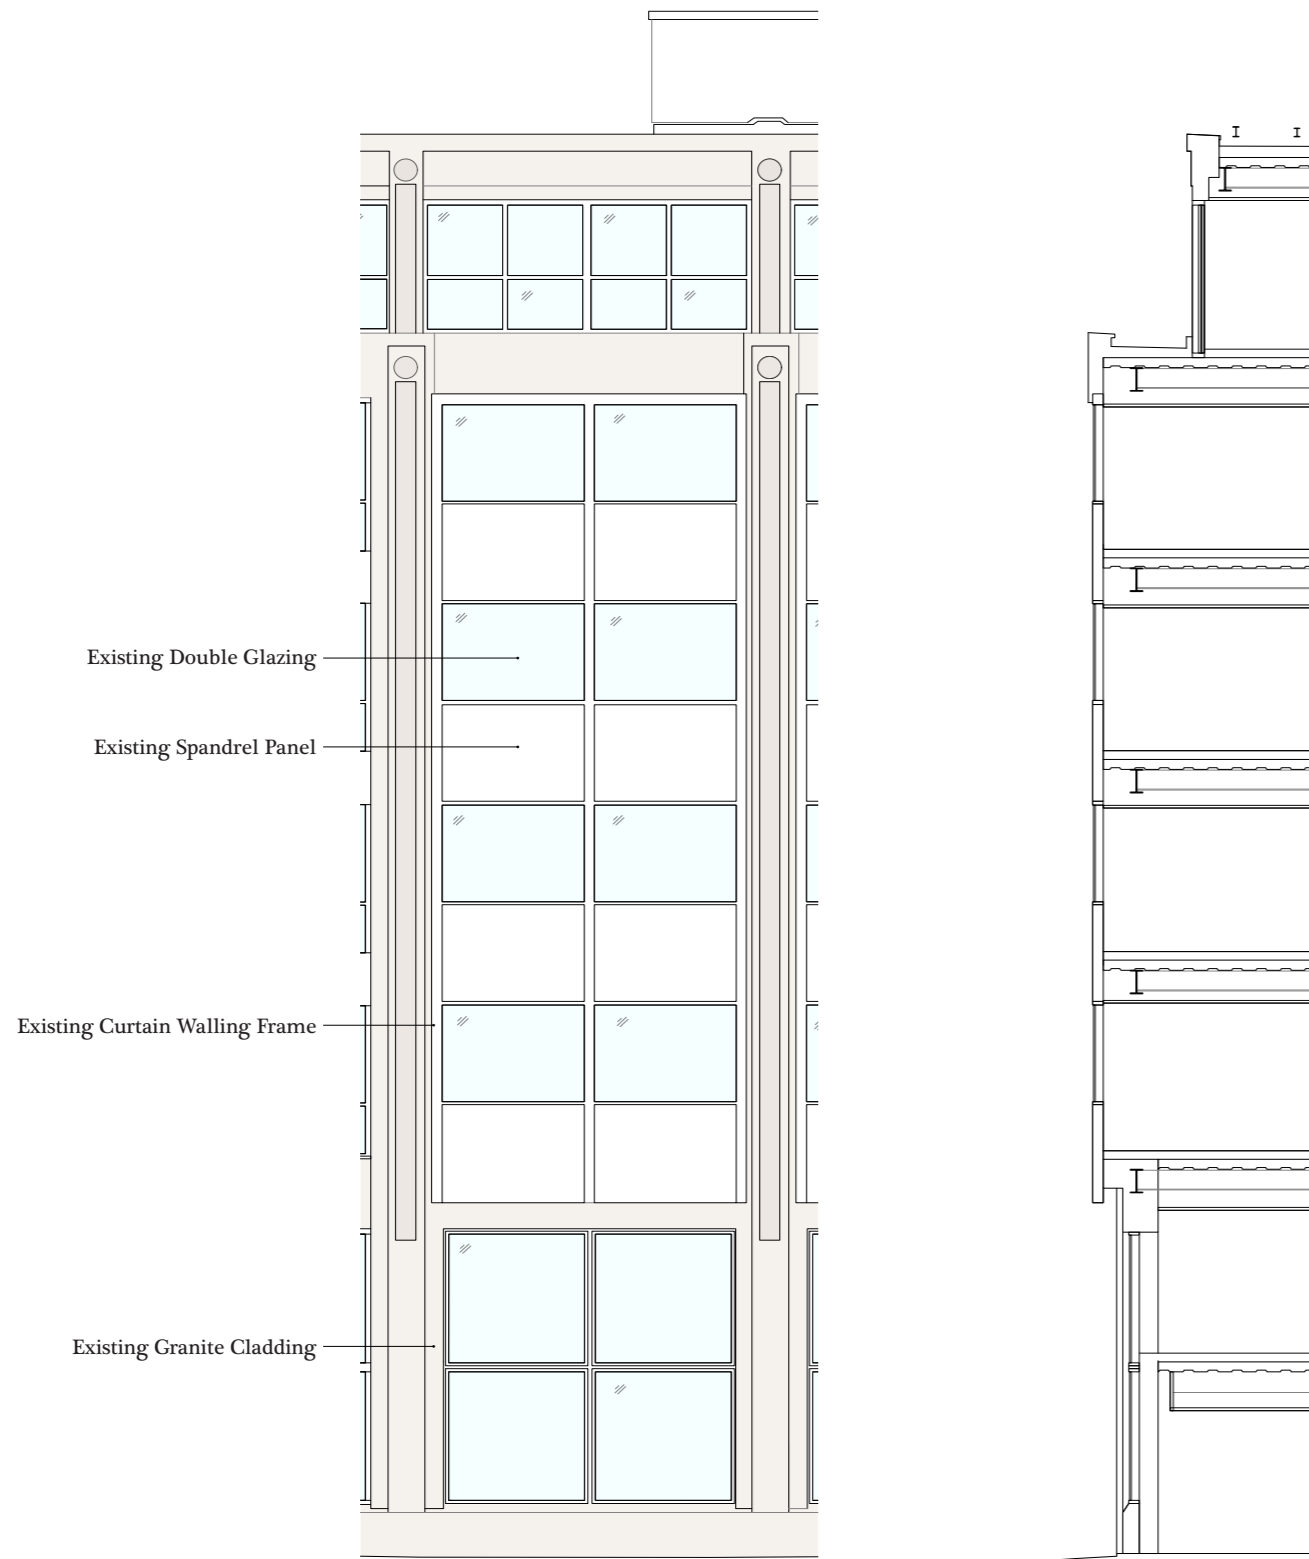 Existing Double Glazing
Existing Spandrel Panel
Existing Curtain Walling Frame
Existing Granite Cladding